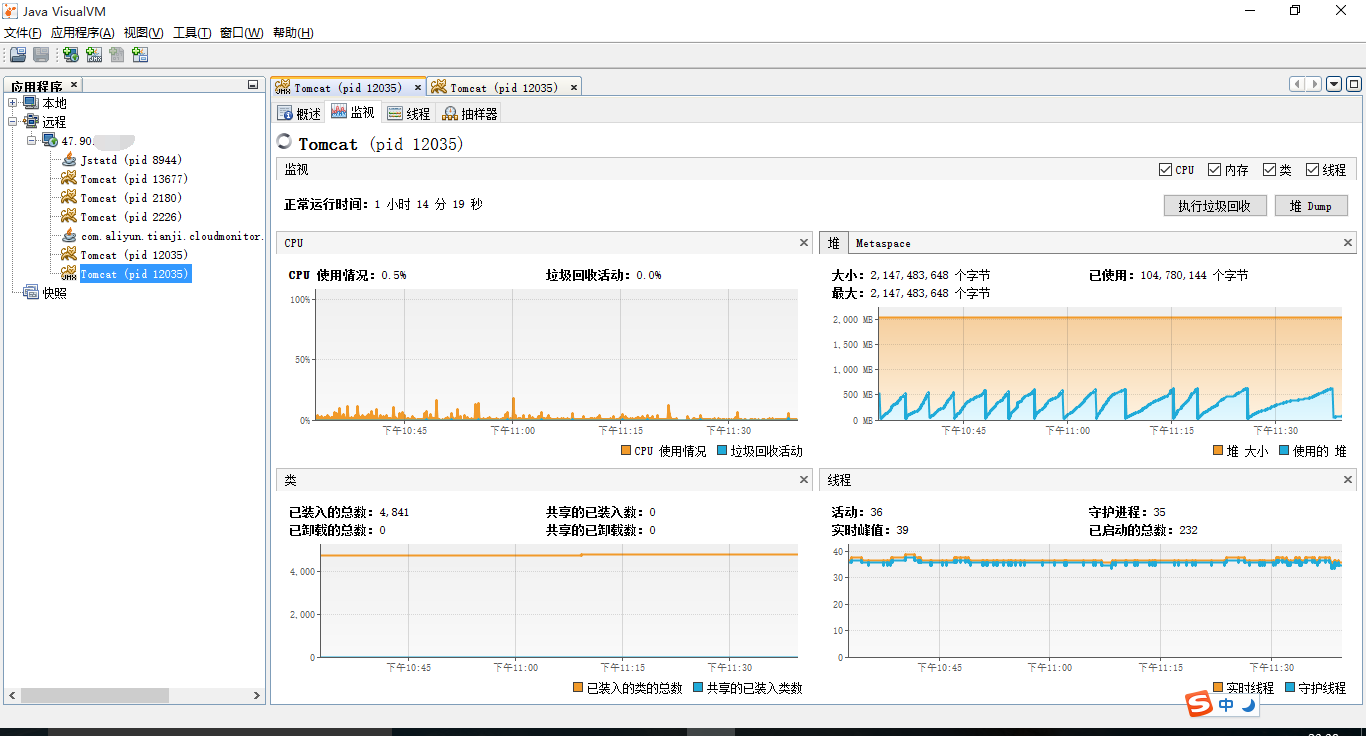 Java VisualVM
文件(F) 应用程序(A) 视图(V) 工具(T) 窗口(W) 帮助(H)
应用程序
本地
远程
47.90.
Jstatd (pid 8944)
Tomcat (pid 13677)
Tomcat (pid 2180)
Tomcat (pid 2226)
com.aliyun.tianji.cloudmonitor.
Tomcat (pid 12035)
Tomcat (pid 12035)
快照
Tomcat (pid 12035) Tomcat (pid 12035)
概述 监视 线程 抽样器
Tomcat (pid 12035)
监视 CPU 内存 类 线程
正常运行时间: 1 小时 14 分 19 秒 执行垃圾回收 堆 Dump
CPU
CPU 使用情况: 0.5% 垃圾回收活动: 0.0%
100%
50%
0%
下午10:45 下午11:00 下午11:15 下午11:30
CPU 使用情况 垃圾回收活动
堆 Metaspace
大小: 2,147,483,648 个字节 已使用: 104,780,144 个字节
最大: 2,147,483,648 个字节
2,000 MB
1,500 MB
1,000 MB
500 MB
0 MB
下午10:45 下午11:00 下午11:15 下午11:30
堆 大小 使用的 堆
类
已装入的总数: 4,841 共享的已装入数: 0
已卸载的总数: 0 共享的已卸载数: 0
4,000
2,000
0
下午10:45 下午11:00 下午11:15 下午11:30
已装入的类的总数 共享的已装入类数
线程
活动: 36 守护进程: 35
实时峰值: 39 已启动的总数: 232
40
30
20
10
0
下午10:45 下午11:00 下午11:15 下午11:30
实时线程 守护线程
中